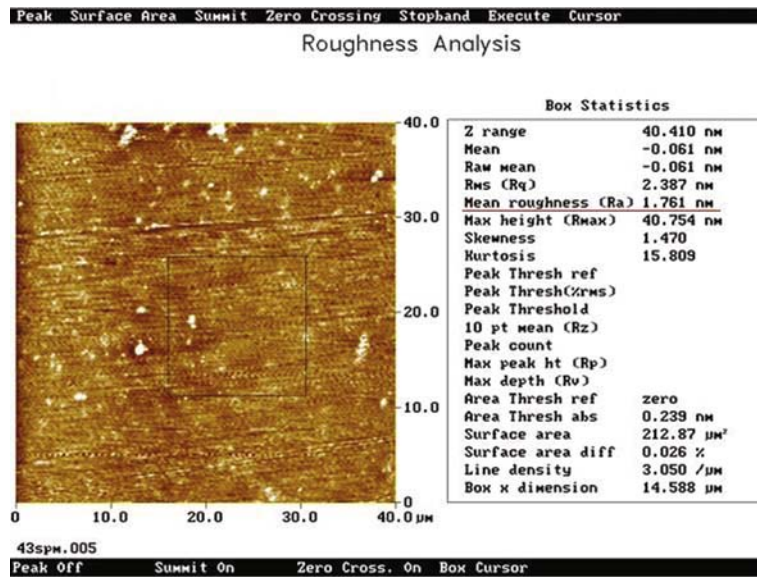 Peak Surface Area Summit Zero Crossing Stopband Execute Cursor
Roughness Analysis
40.0
30.0
20.0
10.0
0
0 10.0 20.0 30.0 40.0 µm
Box Statistics
Z range 40.410 nm
Mean -0.061 nm
Raw mean -0.061 nm
Rms (Rq) 2.387 nm
Mean roughness (Ra) 1.761 nm
Max height (Rmax) 40.754 nm
Skewness 1.470
Kurtosis 15.809
Peak Thresh ref
Peak Thresh(%rms)
Peak Threshold
10 pt mean (Rz)
Peak count
Max peak ht (Rp)
Max depth (Rv)
Area Thresh ref zero
Area Thresh abs 0.239 nm
Surface area 212.87 µm²
Surface area diff 0.026 %
Line density 3.050 /µm
Box x dimension 14.588 µm
43spm.005
Peak Off Summit On Zero Cross. On Box Cursor